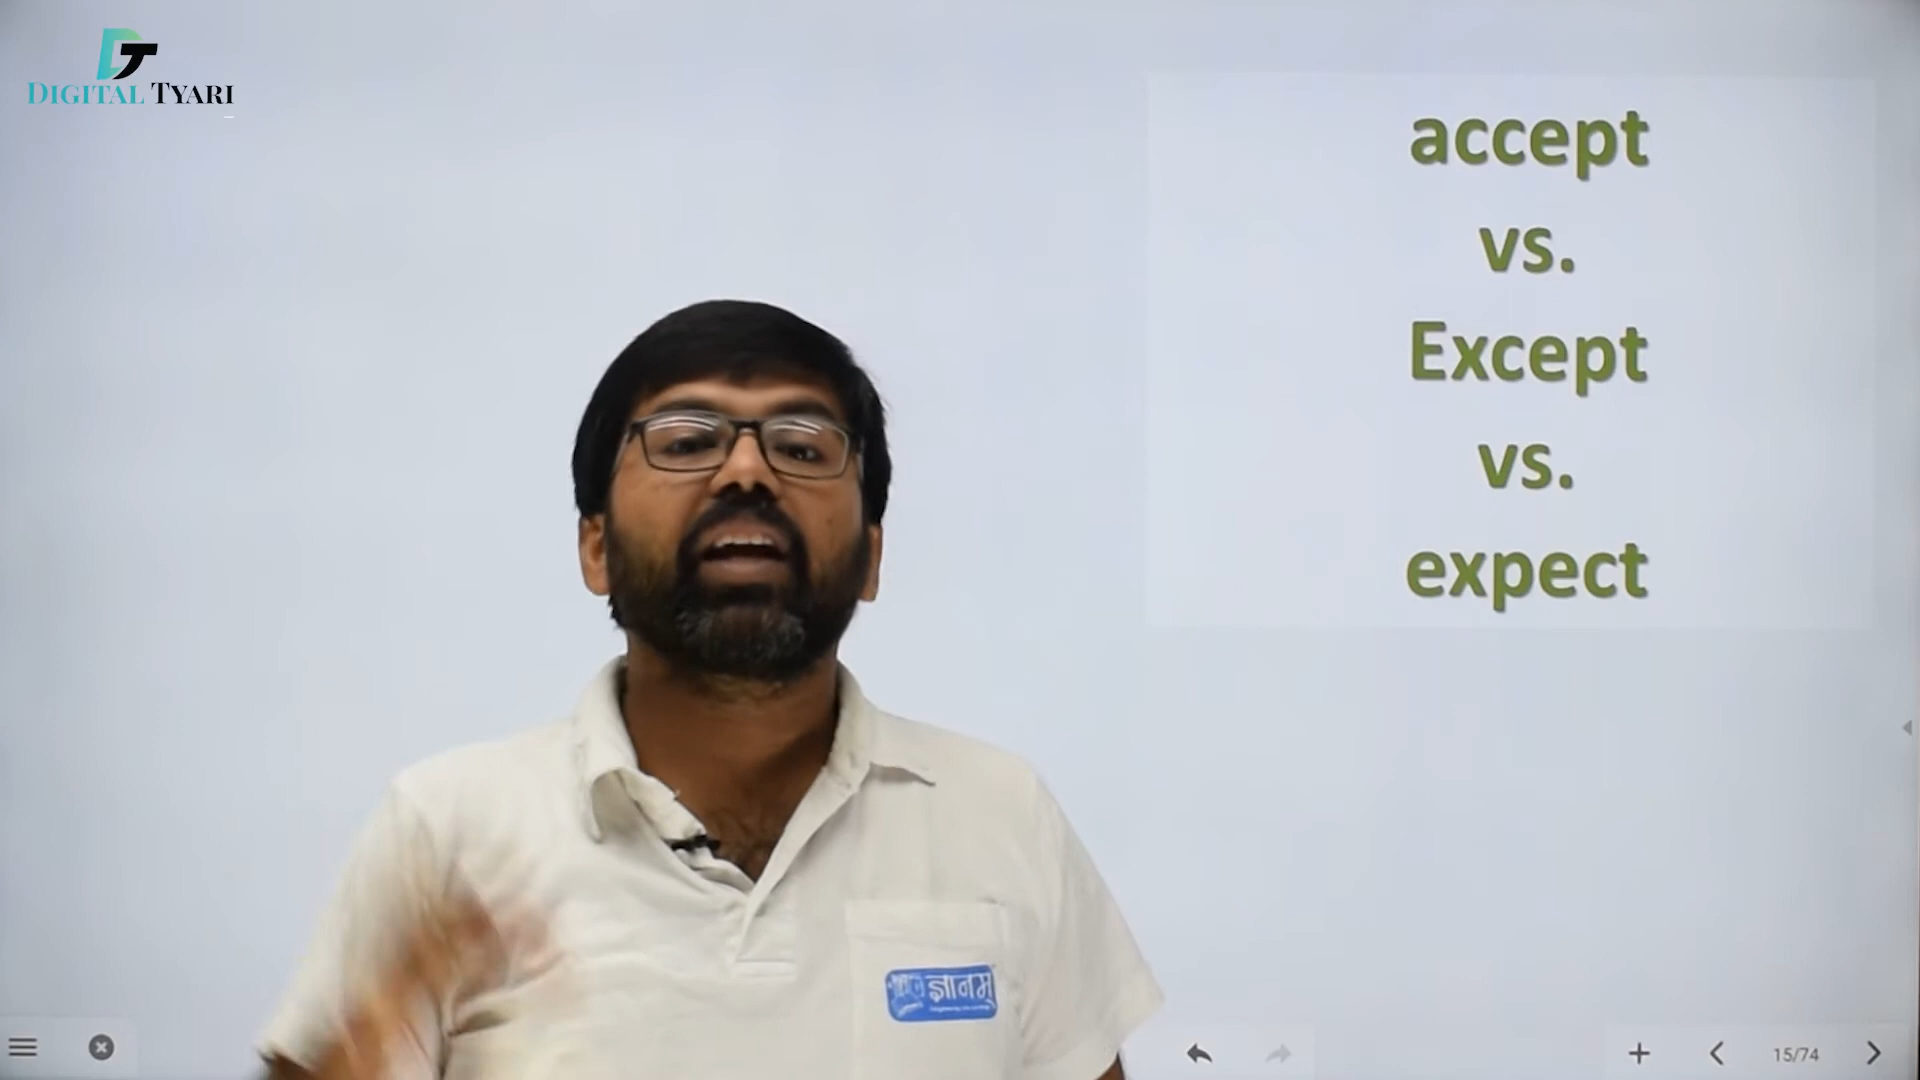 DIGITAL TYARI
accept
vs.
Except
vs.
expect
ज्ञानम्
15/74